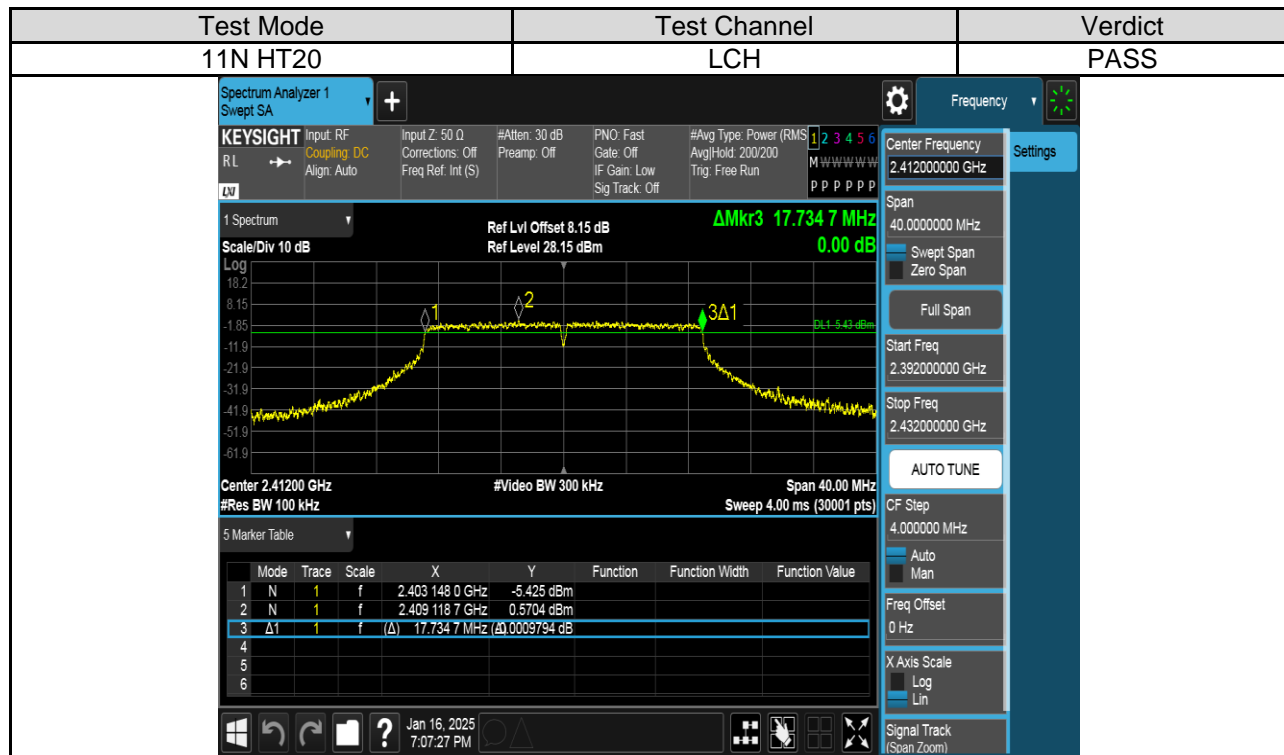 Test Mode Test Channel Verdict
11N HT20 LCH PASS
Spectrum Analyzer 1
Swept SA
+
Frequency
KEYSIGHT
RL
LXI
Input: RF
Coupling: DC
Align: Auto
Input Z: 50 Ω
Corrections: Off
Freq Ref: Int (S)
#Atten: 30 dB
Preamp: Off
PNO: Fast
Gate: Off
IF Gain: Low
Sig Track: Off
#Avg Type: Power (RMS
Avg|Hold: 200/200
Trig: Free Run
1 2 3 4 5 6
M W W W W W
P P P P P P
Center Frequency
2.412000000 GHz
Settings
1 Spectrum
Scale/Div 10 dB
Ref Lvl Offset 8.15 dB
Ref Level 28.15 dBm
ΔMkr3 17.734 7 MHz
0.00 dB
Log
18.2
8.15
-1.85
-11.9
-21.9
-31.9
-41.9
-51.9
-61.9
1
2
3Δ1
DL1 -5.43 dBm
Center 2.41200 GHz
#Res BW 100 kHz
#Video BW 300 kHz
Span 40.00 MHz
Sweep 4.00 ms (30001 pts)
Span
40.0000000 MHz
Swept Span
Zero Span
Full Span
Start Freq
2.392000000 GHz
Stop Freq
2.432000000 GHz
AUTO TUNE
CF Step
4.000000 MHz
Auto
Man
Freq Offset
0 Hz
X Axis Scale
Log
Lin
Signal Track
(Span Zoom)
5 Marker Table
Mode Trace Scale X Y Function Function Width Function Value
1 N 1 f 2.403 148 0 GHz -5.425 dBm
2 N 1 f 2.409 118 7 GHz 0.5704 dBm
3 Δ1 1 f (Δ) 17.734 7 MHz (Δ) 0.0009794 dB
4
5
6
?
Jan 16, 2025
7:07:27 PM